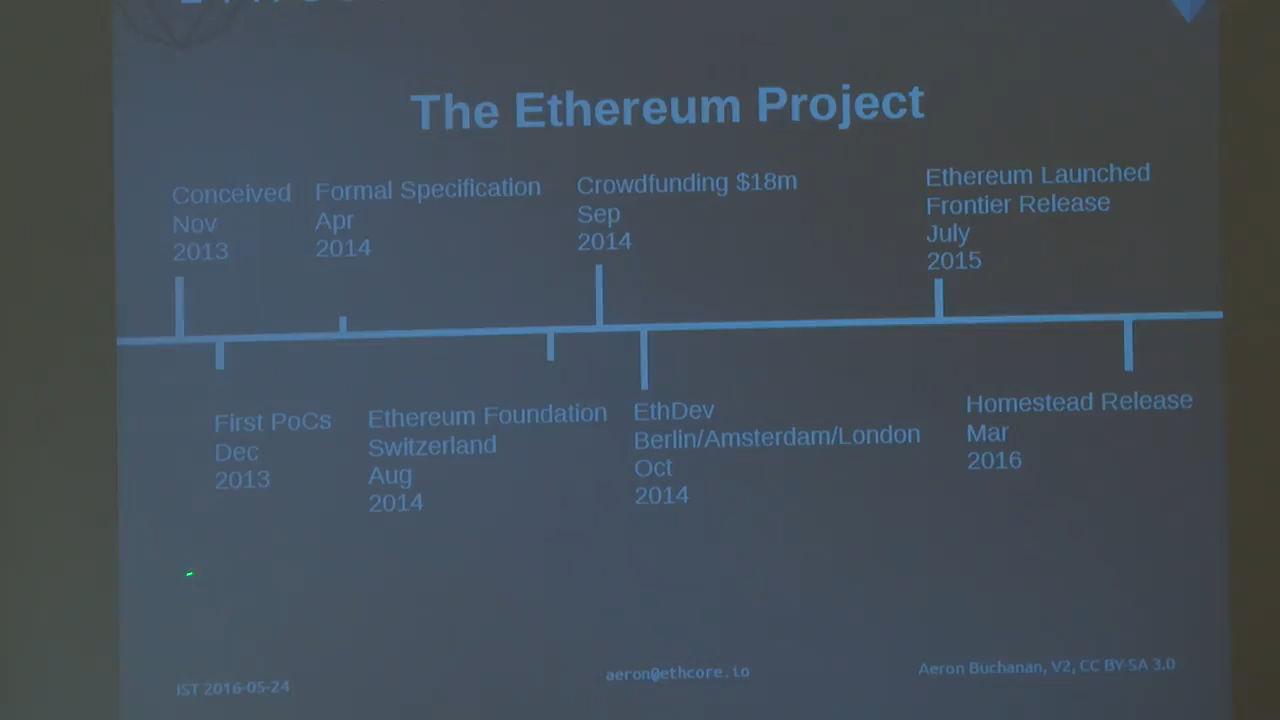 The Ethereum Project
Conceived
Nov
2013
Formal Specification
Apr
2014
Crowdfunding $18m
Sep
2014
Ethereum Launched
Frontier Release
July
2015
First PoCs
Dec
2013
Ethereum Foundation
Switzerland
Aug
2014
EthDev
Berlin/Amsterdam/London
Oct
2014
Homestead Release
Mar
2016
IST 2016-05-24
aeron@ethcore.io
Aeron Buchanan, V2, CC BY-SA 3.0